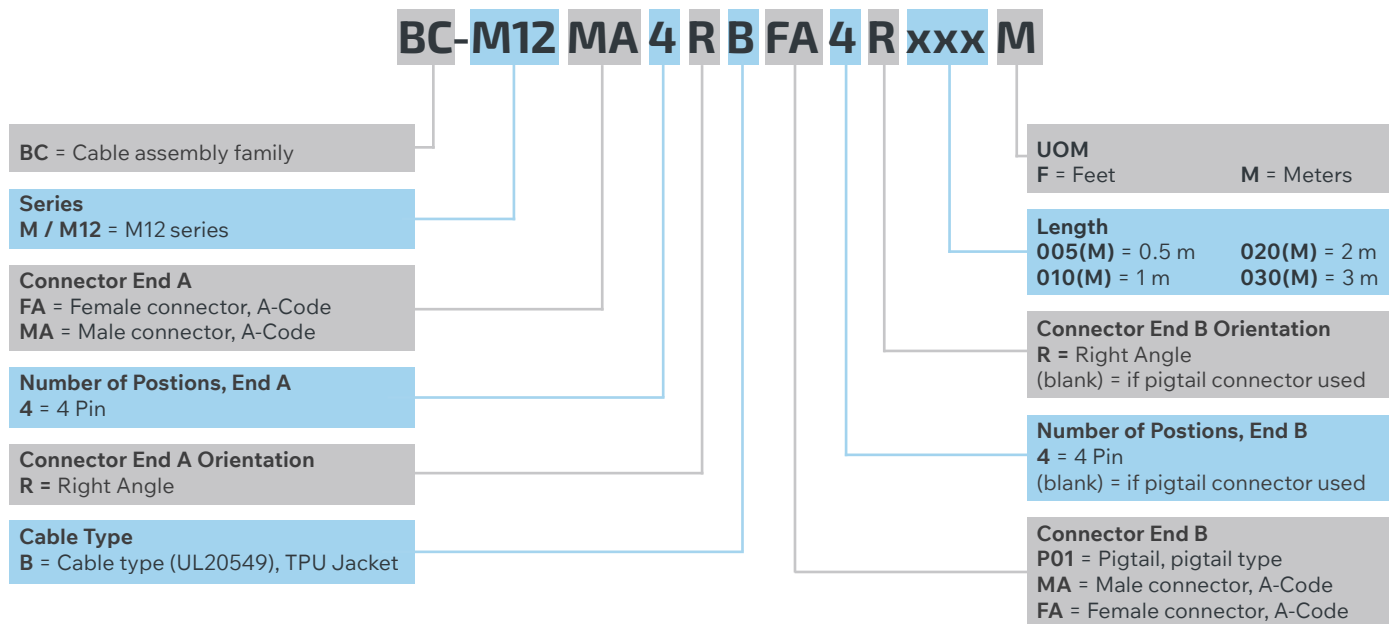 BC-M12 MA 4 R B FA 4 R xxx M
BC = Cable assembly family
Series
M / M12 = M12 series
Connector End A
FA = Female connector, A-Code
MA = Male connector, A-Code
Number of Postions, End A
4 = 4 Pin
Connector End A Orientation
R = Right Angle
Cable Type
B = Cable type (UL20549), TPU Jacket
UOM
F = Feet M = Meters
Length
005(M) = 0.5 m 020(M) = 2 m
010(M) = 1 m 030(M) = 3 m
Connector End B Orientation
R = Right Angle
(blank) = if pigtail connector used
Number of Postions, End B
4 = 4 Pin
(blank) = if pigtail connector used
Connector End B
P01 = Pigtail, pigtail type
MA = Male connector, A-Code
FA = Female connector, A-Code